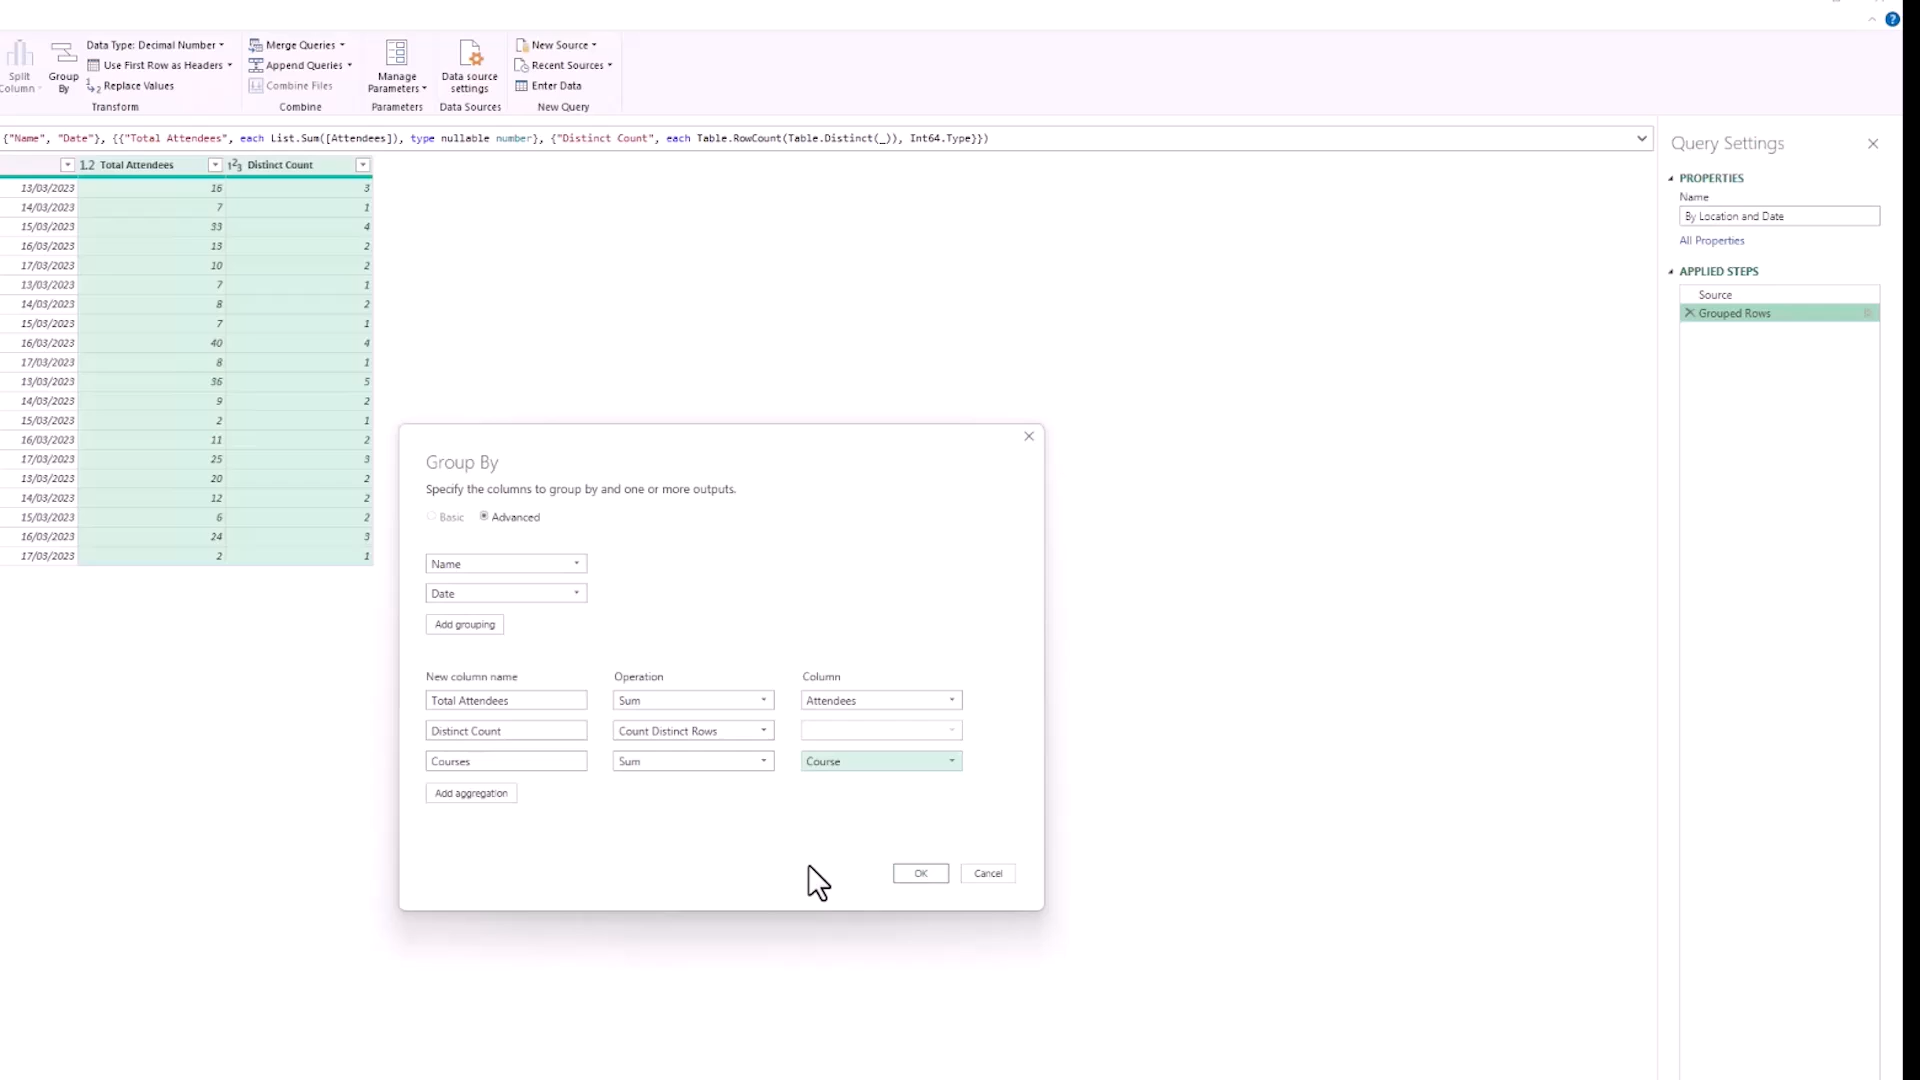 ?
Split Column
Group By
Data Type: Decimal Number
Use First Row as Headers
1 2 Replace Values
Transform
Merge Queries
Append Queries
Combine Files
Combine
Manage Parameters
Parameters
Data source settings
Data Sources
New Source
Recent Sources
Enter Data
New Query
{"Name", "Date"}, {{"Total Attendees", each List.Sum([Attendees]), type nullable number}, {"Distinct Count", each Table.RowCount(Table.Distinct(_)), Int64.Type}})
1.2 Total Attendees 123 Distinct Count
13/03/2023 16 3
14/03/2023 7 1
15/03/2023 33 4
16/03/2023 13 2
17/03/2023 10 2
13/03/2023 7 1
14/03/2023 8 2
15/03/2023 7 1
16/03/2023 40 4
17/03/2023 8 1
13/03/2023 36 5
14/03/2023 9 2
15/03/2023 2 1
16/03/2023 11 2
17/03/2023 25 3
13/03/2023 20 2
14/03/2023 12 2
15/03/2023 6 2
16/03/2023 24 3
17/03/2023 2 1
Group By
Specify the columns to group by and one or more outputs.
Basic Advanced
Name
Date
Add grouping
New column name Operation Column
Total Attendees Sum Attendees
Distinct Count Count Distinct Rows
Courses Sum Course
Add aggregation
OK Cancel
Query Settings
PROPERTIES
Name
By Location and Date
All Properties
APPLIED STEPS
Source
Grouped Rows